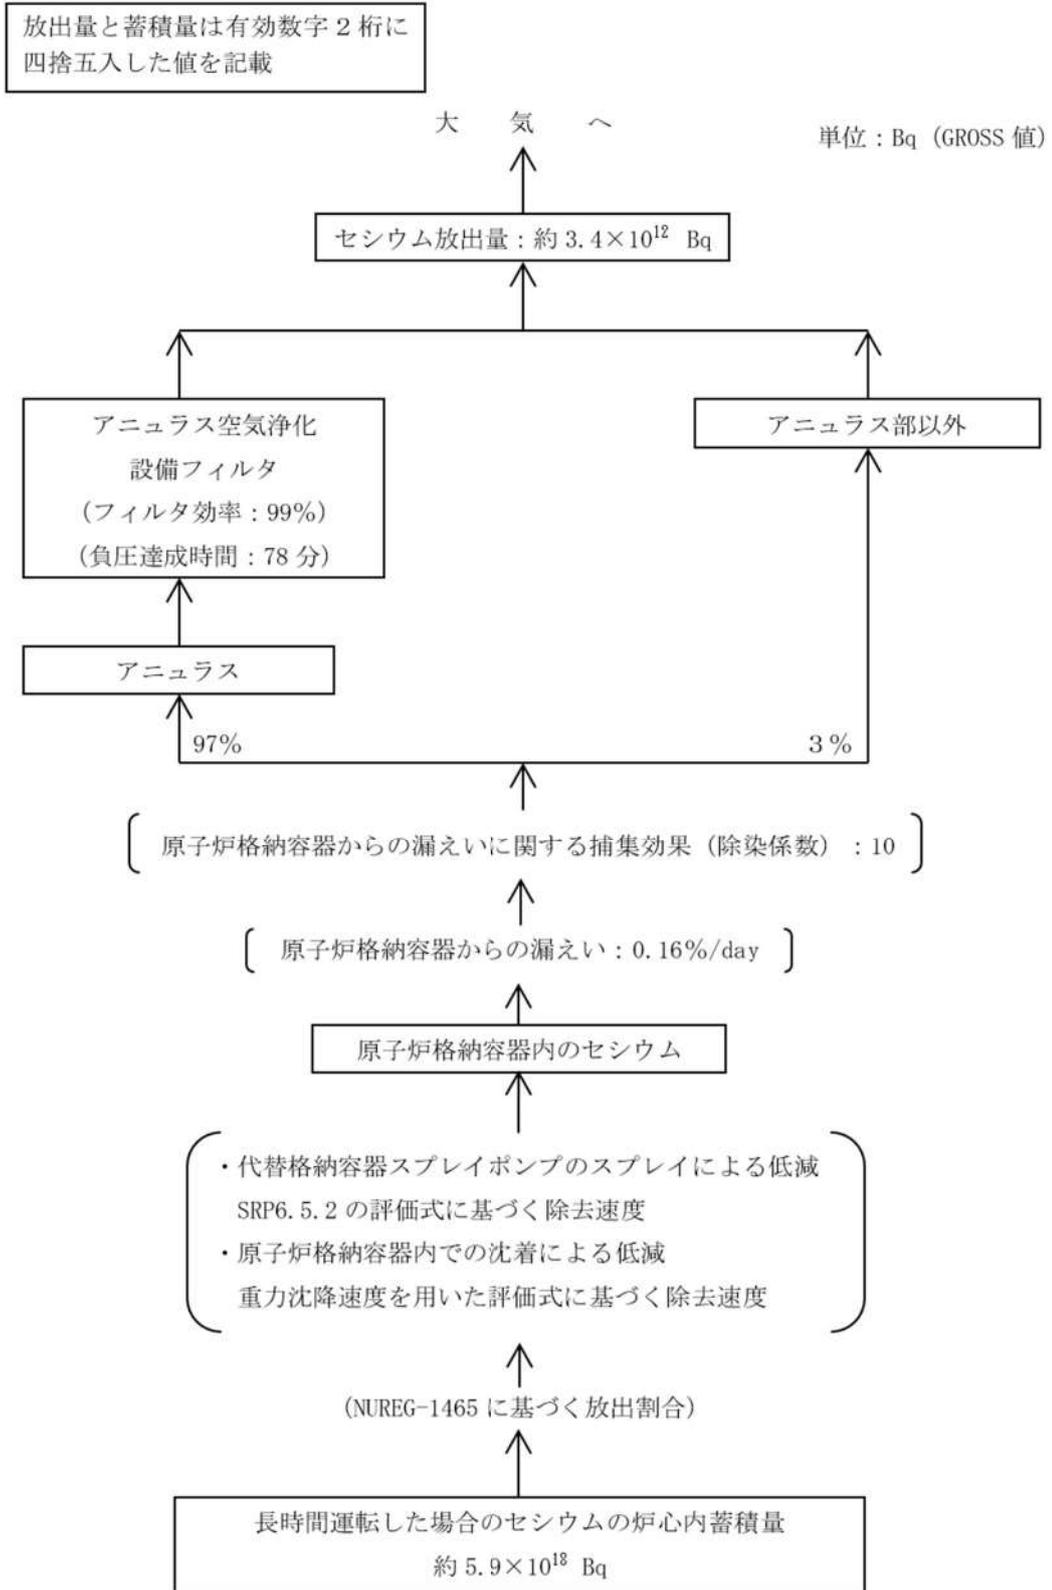 放出量と蓄積量は有効数字2桁に
四捨五入した値を記載
大 気 へ
単位：Bq (GROSS 値)
セシウム放出量：約 3.4×10¹² Bq
アニュラス空気浄化
設備フィルタ
(フィルタ効率：99%)
(負圧達成時間：78 分)
アニュラス部以外
アニュラス
97%
3%
原子炉格納容器からの漏えいに関する捕集効果（除染係数）：10
原子炉格納容器からの漏えい：0.16%/day
原子炉格納容器内のセシウム
・代替格納容器スプレイポンプのスプレイによる低減
SRP6.5.2 の評価式に基づく除去速度
・原子炉格納容器内での沈着による低減
重力沈降速度を用いた評価式に基づく除去速度
(NUREG-1465 に基づく放出割合)
長時間運転した場合のセシウムの炉心内蓄積量
約 5.9×10¹⁸ Bq